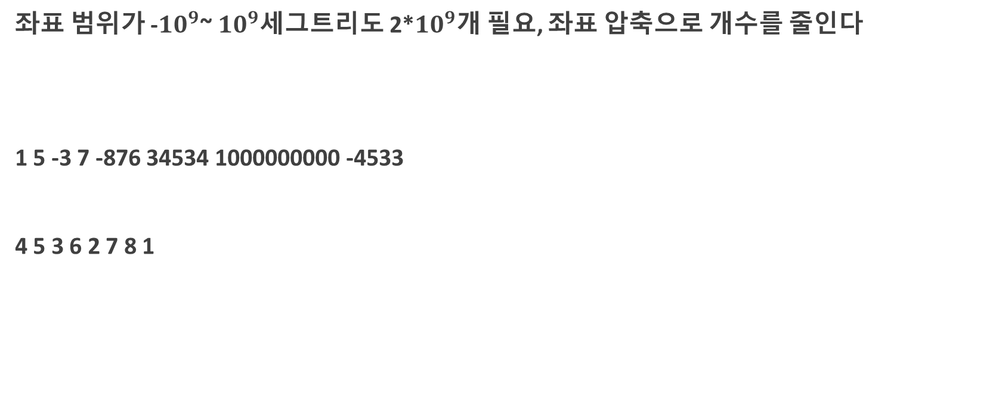 좌표 범위가 -10⁹~ 10⁹세그트리도 2*10⁹개 필요, 좌표 압축으로 개수를 줄인다
1 5 -3 7 -876 34534 1000000000 -4533
4 5 3 6 2 7 8 1